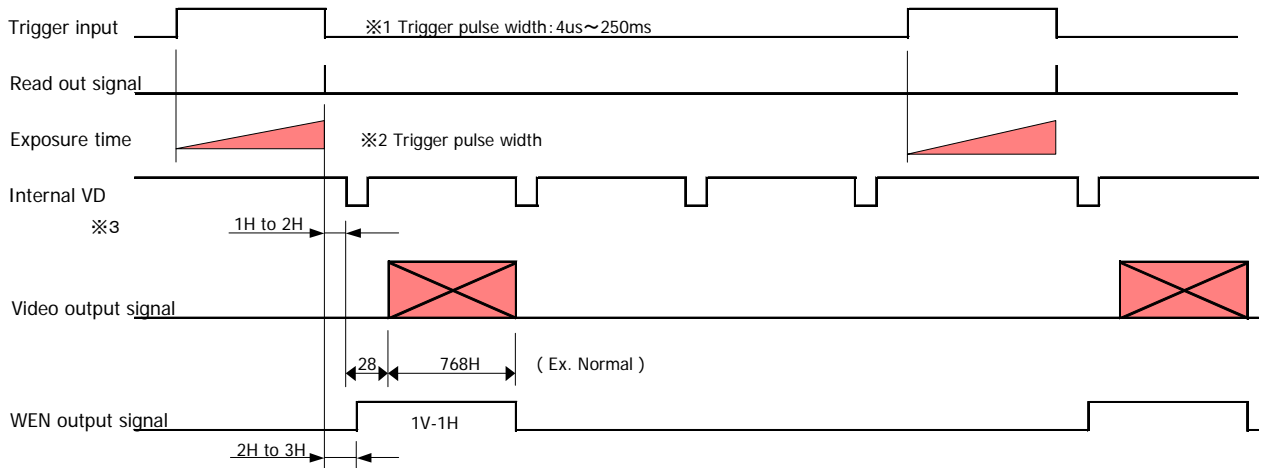 Trigger input
※1 Trigger pulse width:4us～250ms
Read out signal
Exposure time
※2 Trigger pulse width
Internal VD
※3
1H to 2H
Video output signal
28
768H
( Ex. Normal )
WEN output signal
1V-1H
2H to 3H